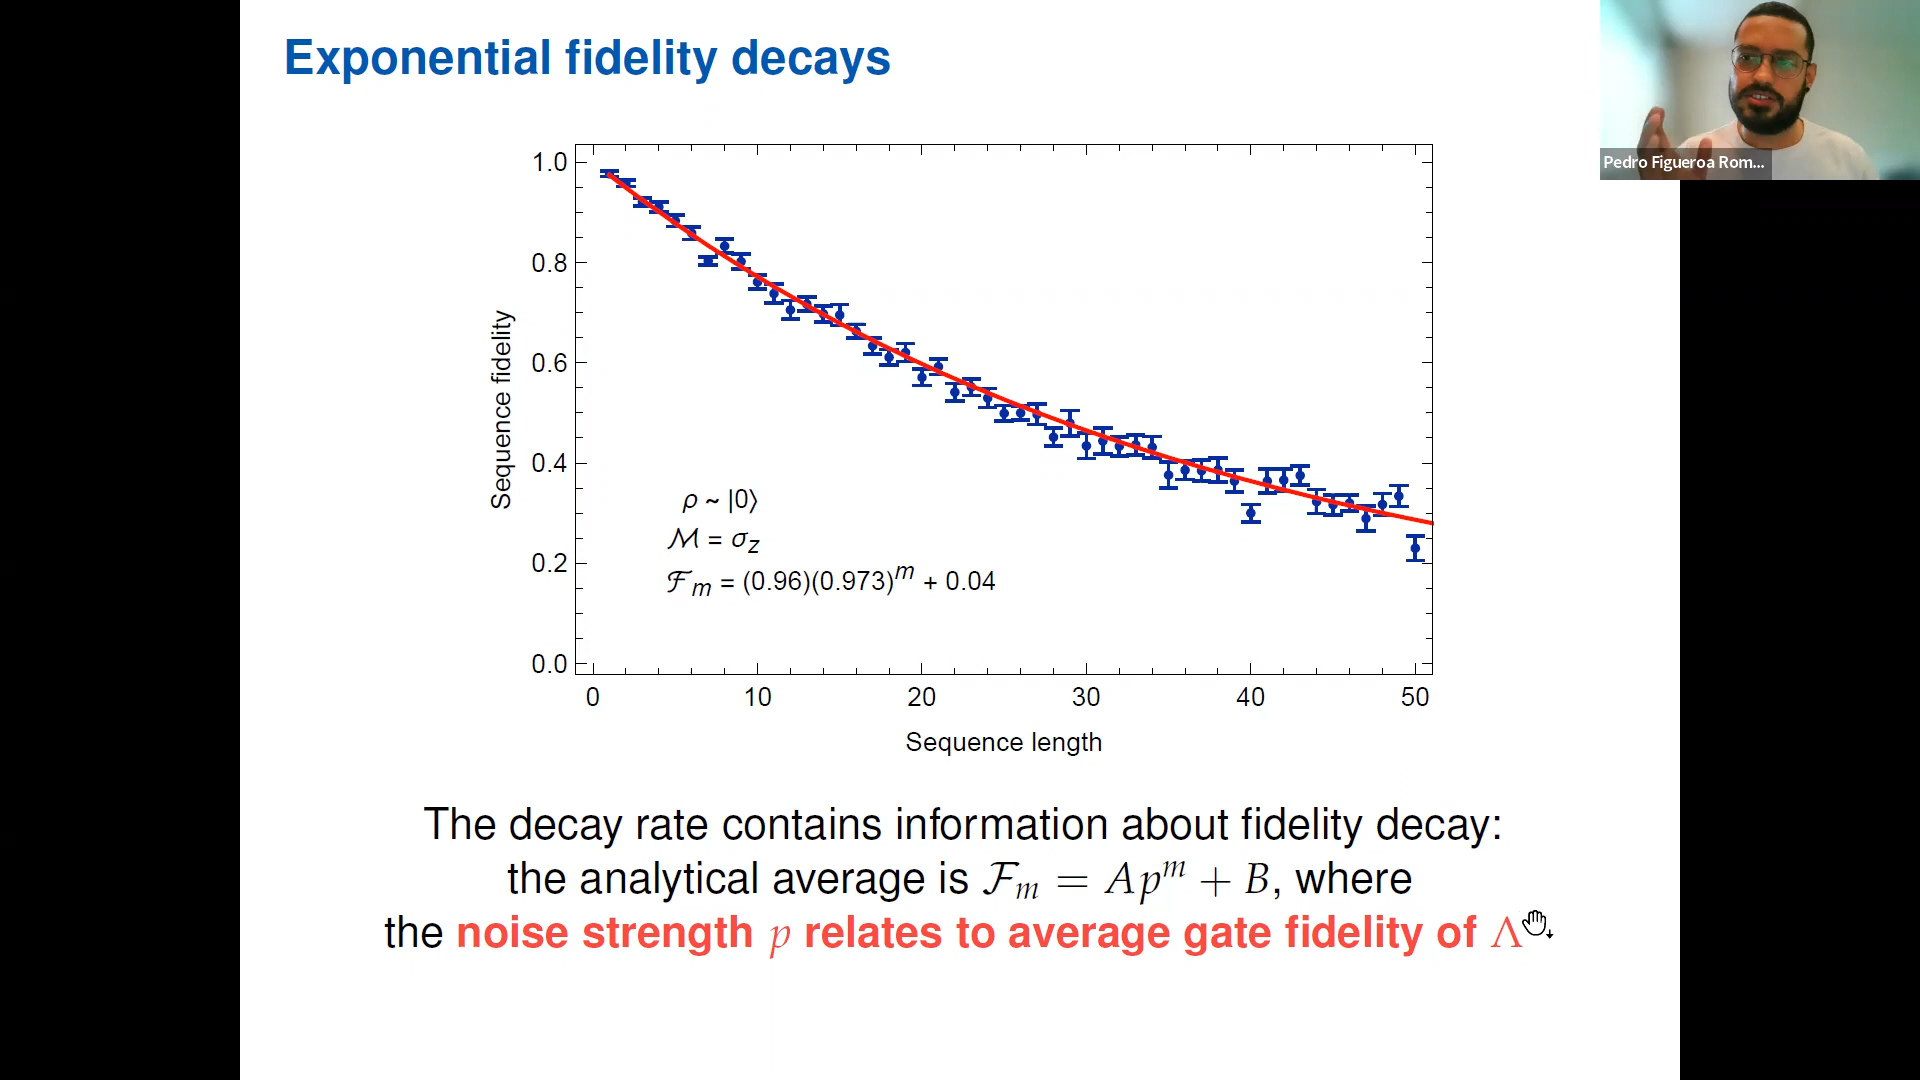 Exponential fidelity decays
Pedro Figueroa Rom...
Sequence fidelity
1.0
0.8
0.6
0.4
0.2
0.0
ρ ~ |0⟩
ℳ = σ_z
ℱ_m = (0.96)(0.973)^m + 0.04
0 10 20 30 40 50
Sequence length
The decay rate contains information about fidelity decay:
the analytical average is ℱ_m = Ap^m + B, where
the noise strength p relates to average gate fidelity of Λ